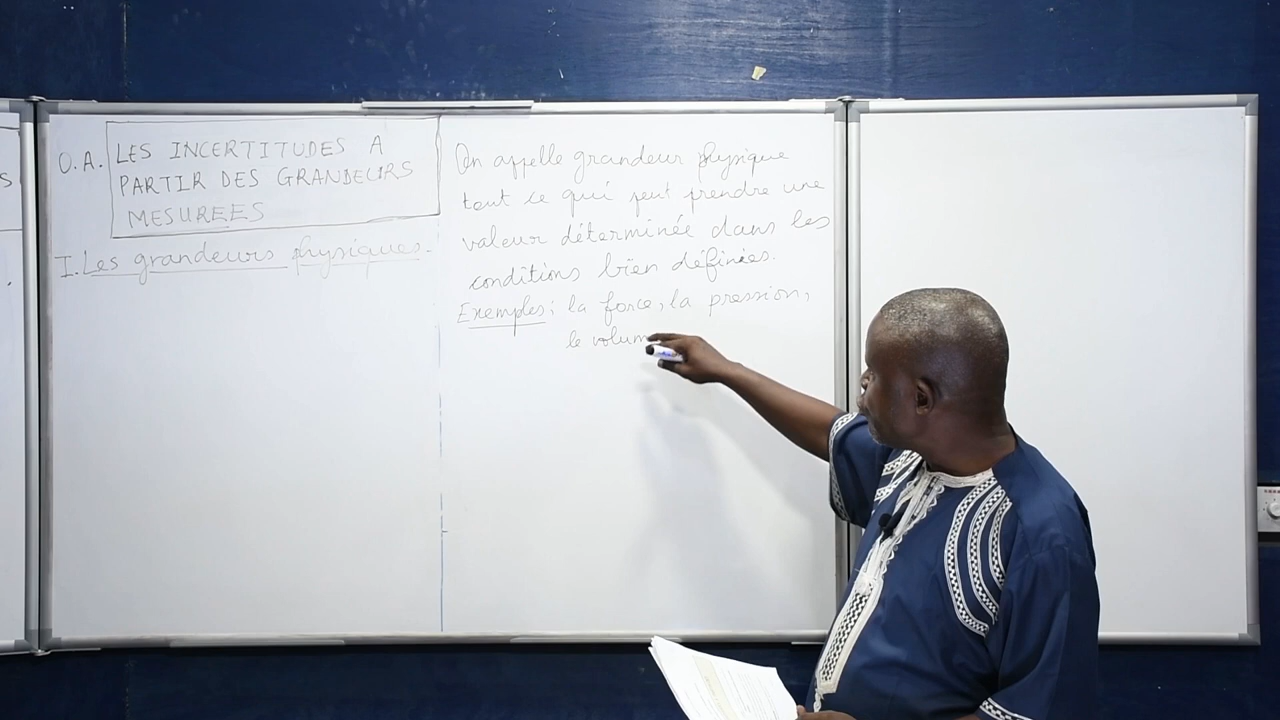 O.A. LES INCERTITUDES A
PARTIR DES GRANDEURS
MESUREES
I. Les grandeurs physiques.
On appelle grandeur physique
tout ce qui peut prendre une
valeur déterminée dans les
conditions bien définies.
Exemples: la force, la pression,
le volum
S